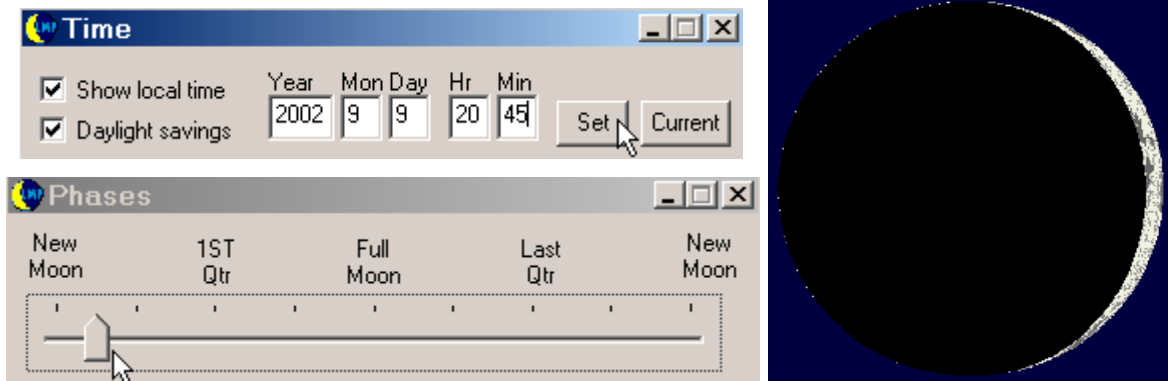 Time
Show local time
Daylight savings
Year Mon Day Hr Min
2002 9 9 20 45
Set Current
Phases
New Moon
1ST Qtr
Full Moon
Last Qtr
New Moon